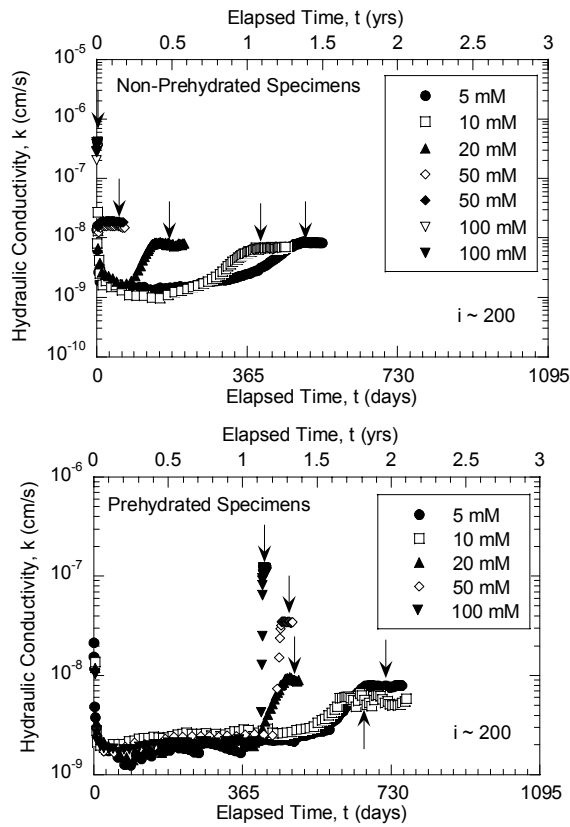 Elapsed Time, t (yrs)
0 0.5 1 1.5 2 2.5 3
10-5
10-6
10-7
10-8
10-9
10-10
Hydraulic Conductivity, k (cm/s)
Non-Prehydrated Specimens
5 mM
10 mM
20 mM
50 mM
50 mM
100 mM
100 mM
i ~ 200
0 365 730 1095
Elapsed Time, t (days)
Elapsed Time, t (yrs)
0 0.5 1 1.5 2 2.5 3
10-6
10-7
10-8
10-9
Hydraulic Conductivity, k (cm/s)
Prehydrated Specimens
5 mM
10 mM
20 mM
50 mM
100 mM
i ~ 200
0 365 730 1095
Elapsed Time, t (days)